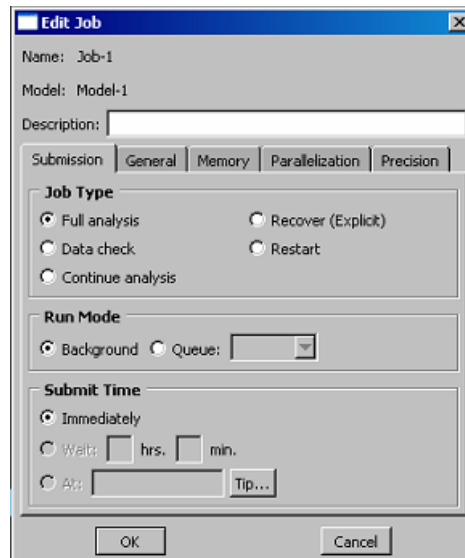 Edit Job
Name: Job-1
Model: Model-1
Description:
Submission General Memory Parallelization Precision
Job Type
Full analysis Recover (Explicit)
Data check Restart
Continue analysis
Run Mode
Background Queue:
Submit Time
Immediately
Wait: hrs. min.
At: Tip...
OK Cancel